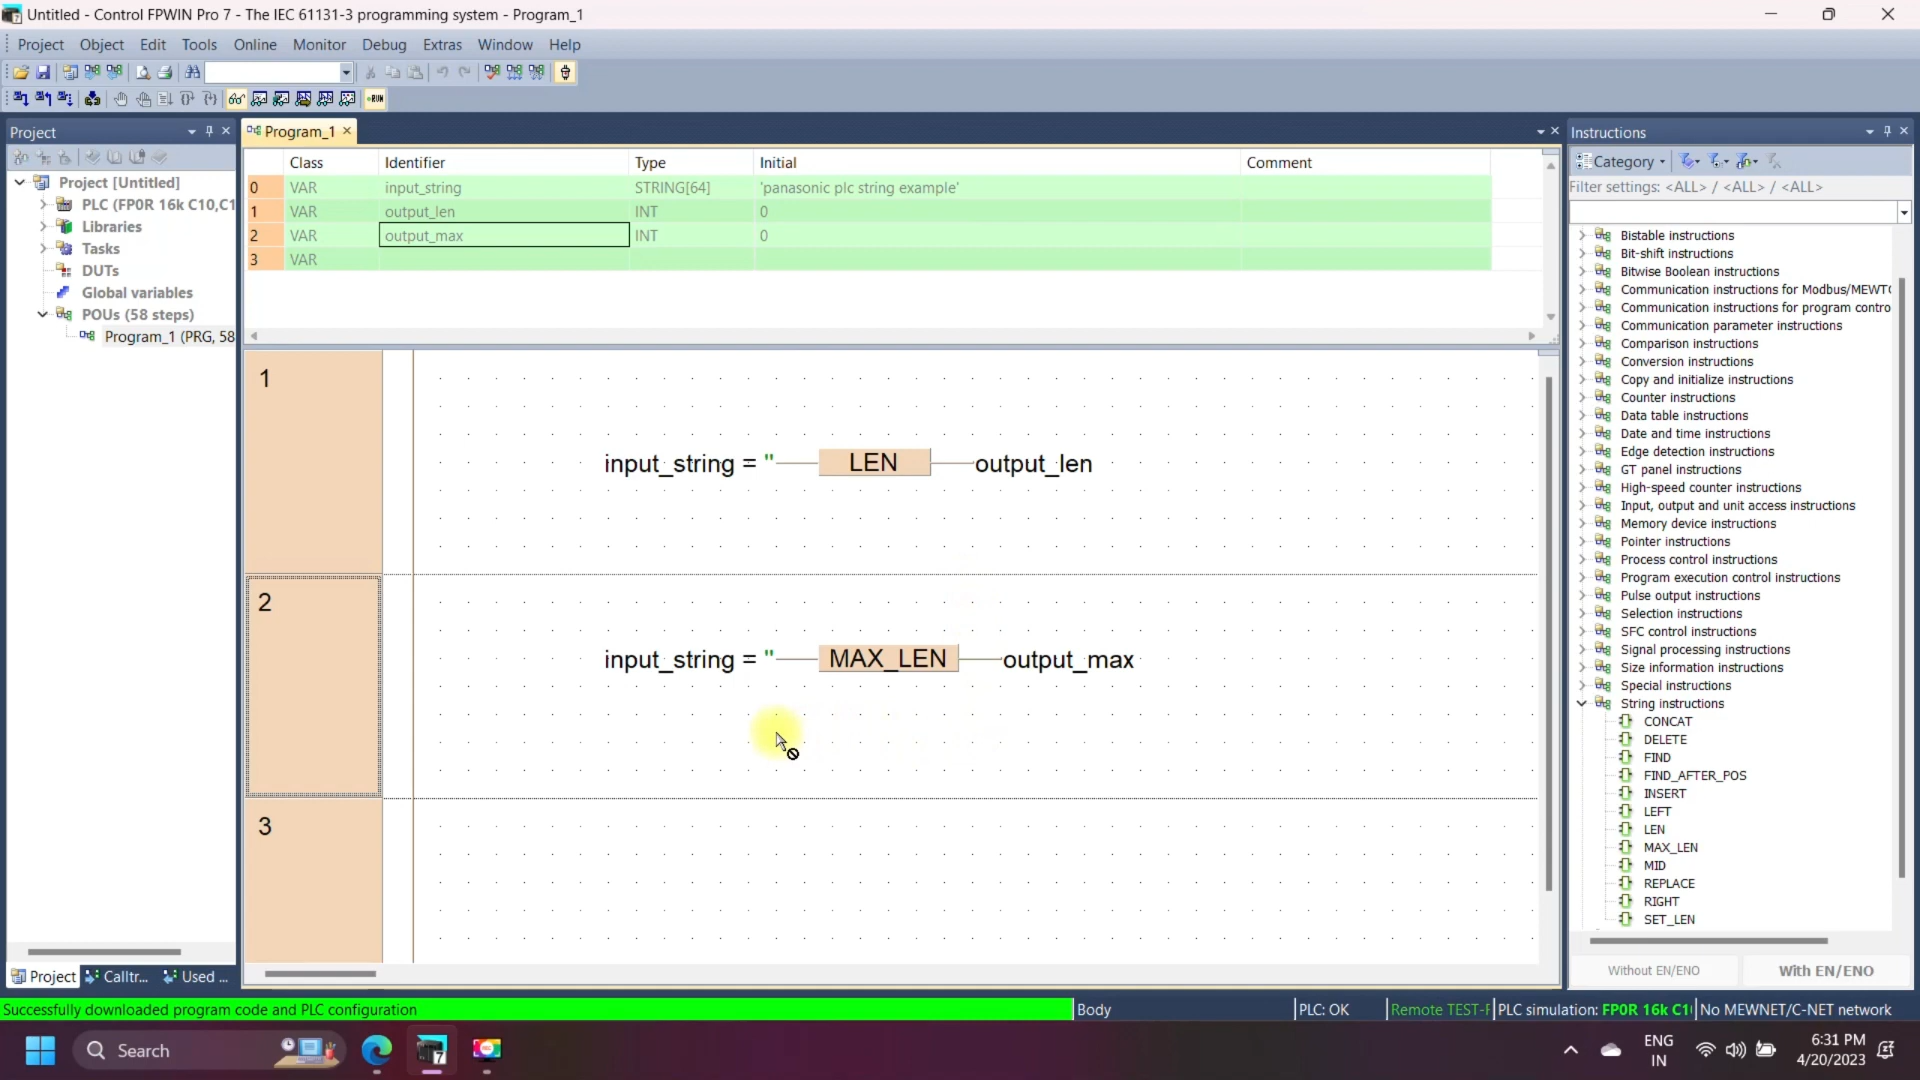 Untitled - Control FPWIN Pro 7 - The IEC 61131-3 programming system - Program_1
Project Object Edit Tools Online Monitor Debug Extras Window Help
Project
Project [Untitled]
PLC (FP0R 16k C10,C1
Libraries
Tasks
DUTs
Global variables
POUs (58 steps)
Program_1 (PRG, 58
Project Calltr... Used ...
Program_1
Class Identifier Type Initial Comment
0 VAR input_string STRING[64] 'panasonic plc string example'
1 VAR output_len INT 0
2 VAR output_max INT 0
3 VAR
1
input_string = '' LEN output_len
2
input_string = '' MAX_LEN output_max
3
Instructions
Category
Filter settings: <ALL> / <ALL> / <ALL>
Bistable instructions
Bit-shift instructions
Bitwise Boolean instructions
Communication instructions for Modbus/MEWT
Communication instructions for program contro
Communication parameter instructions
Comparison instructions
Conversion instructions
Copy and initialize instructions
Counter instructions
Data table instructions
Date and time instructions
Edge detection instructions
GT panel instructions
High-speed counter instructions
Input, output and unit access instructions
Memory device instructions
Pointer instructions
Process control instructions
Program execution control instructions
Pulse output instructions
Selection instructions
SFC control instructions
Signal processing instructions
Size information instructions
Special instructions
String instructions
CONCAT
DELETE
FIND
FIND_AFTER_POS
INSERT
LEFT
LEN
MAX_LEN
MID
REPLACE
RIGHT
SET_LEN
Without EN/ENO With EN/ENO
Successfully downloaded program code and PLC configuration Body PLC: OK Remote TEST-F PLC simulation: FP0R 16k C1 No MEWNET/C-NET network
Search
ENG
IN
6:31 PM
4/20/2023